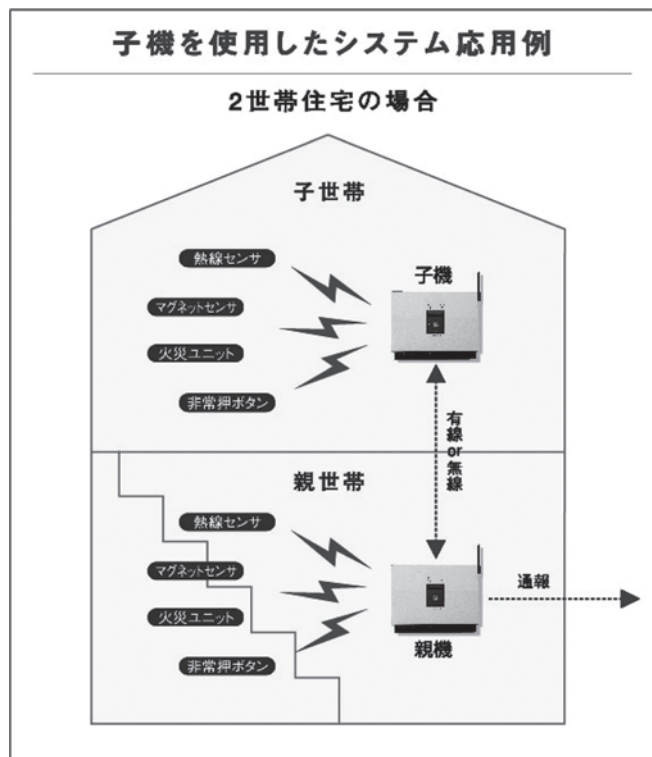 子機を使用したシステム応用例
2世帯住宅の場合
子世帯
熱線センサ
マグネットセンサ
火災ユニット
非常押ボタン
子機
有線or無線
親世帯
熱線センサ
マグネットセンサ
火災ユニット
非常押ボタン
親機
通報